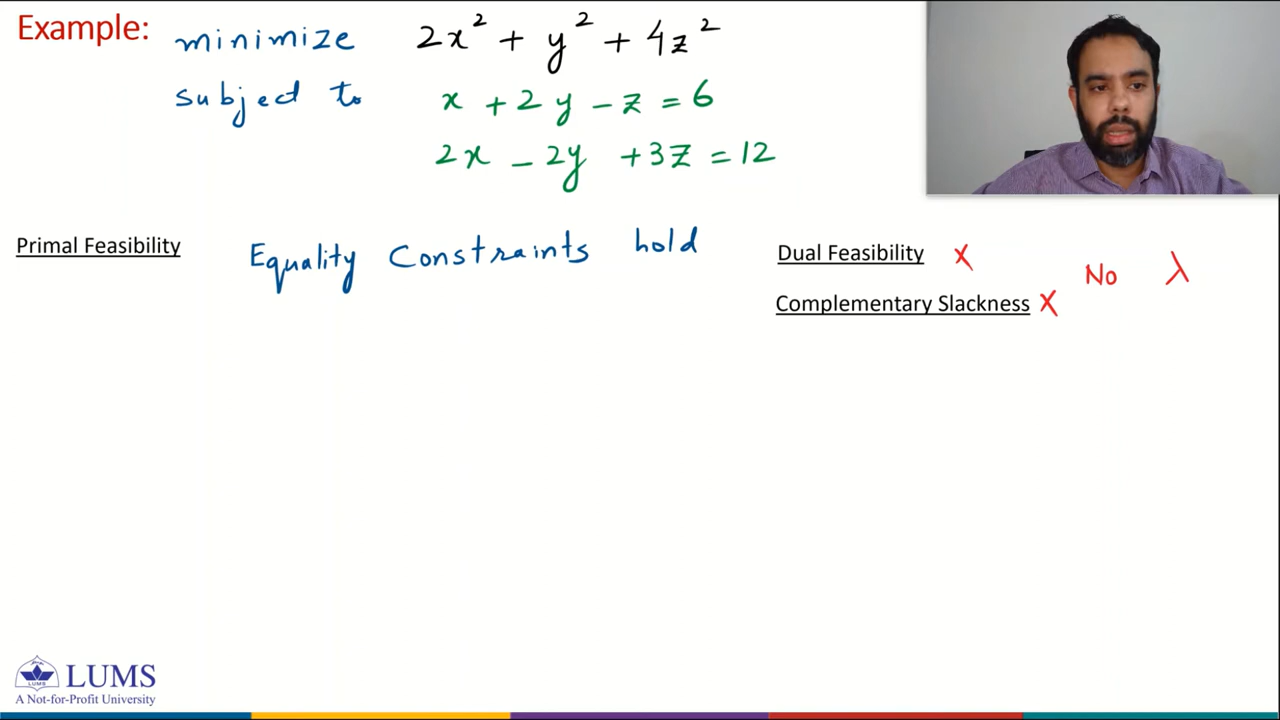 Example: minimize 2x² + y² + 4z²
subject to x + 2y - z = 6
2x - 2y + 3z = 12
Primal Feasibility Equality Constraints hold
Dual Feasibility X
No λ
Complementary Slackness X
LUMS
LUMS
A Not-for-Profit University